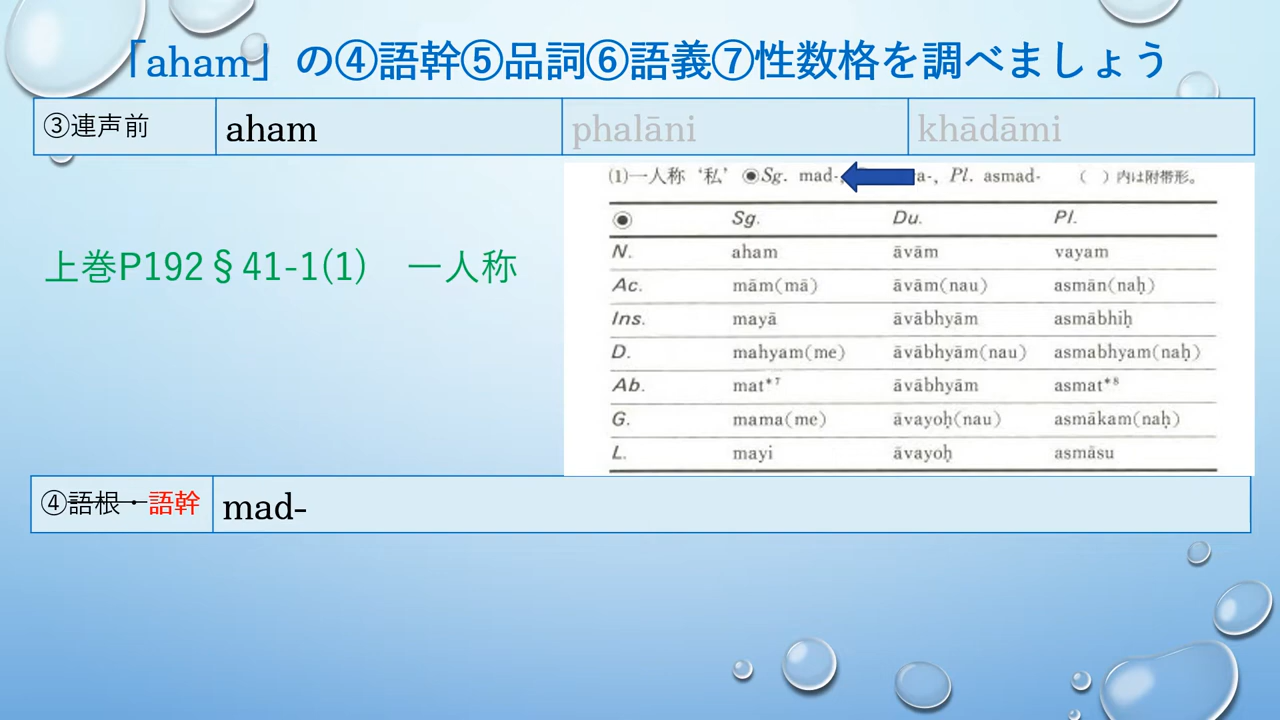 「aham」の④語幹⑤品詞⑥語義⑦性数格を調べましょう
③連声前 aham phalāni khādāmi
(1)一人称 ‘私’ ◉Sg. mad-, a-, Pl. asmad- ( )内は附帯形。
◉ Sg. Du. Pl.
N. aham āvām vayam
上巻P192§41-1(1) 一人称
Ac. mām(mā) āvām(nau) asmān(naḥ)
Ins. mayā āvābhyām asmābhiḥ
D. mahyam(me) āvābhyām(nau) asmabhyam(naḥ)
Ab. mat*⁷ āvābhyām asmat*⁸
G. mama(me) āvayoḥ(nau) asmākam(naḥ)
L. mayi āvayoḥ asmāsu
④語根・語幹 mad-